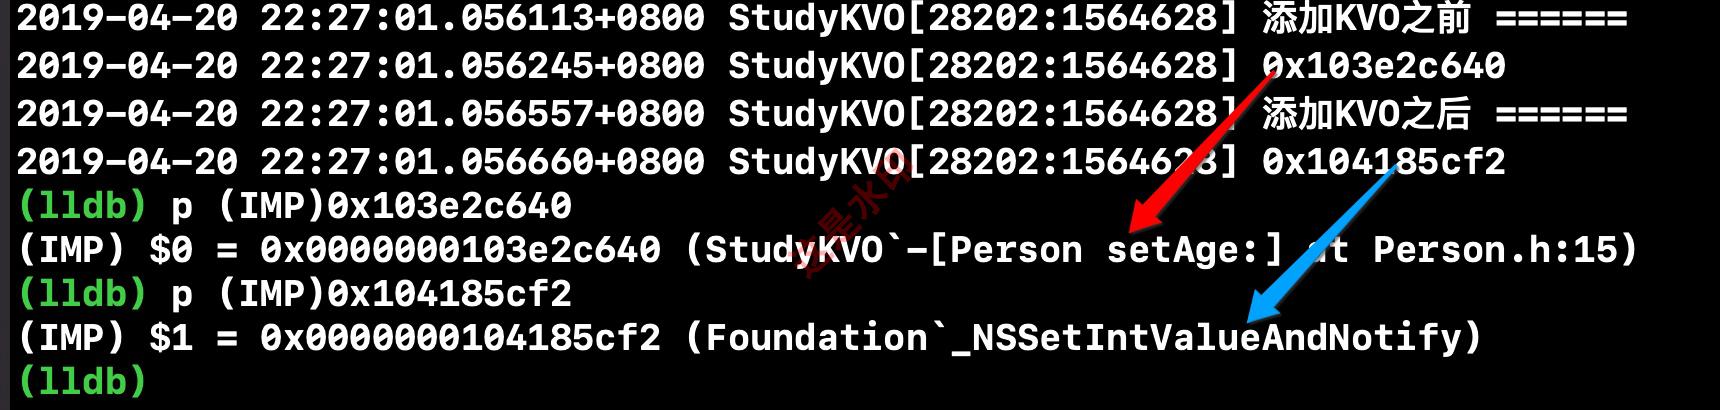 2019-04-20 22:27:01.056113+0800 StudyKVO[28202:1564628] 添加KVO之前 ======
2019-04-20 22:27:01.056245+0800 StudyKVO[28202:1564628] 0x103e2c640
2019-04-20 22:27:01.056557+0800 StudyKVO[28202:1564628] 添加KVO之后 ======
2019-04-20 22:27:01.056660+0800 StudyKVO[28202:1564628] 0x104185cf2
(lldb) p (IMP)0x103e2c640
(IMP) $0 = 0x0000000103e2c640 (StudyKVO`-[Person setAge:] at Person.h:15)
(lldb) p (IMP)0x104185cf2
(IMP) $1 = 0x0000000104185cf2 (Foundation`_NSSetIntValueAndNotify)
(lldb)
这是水印